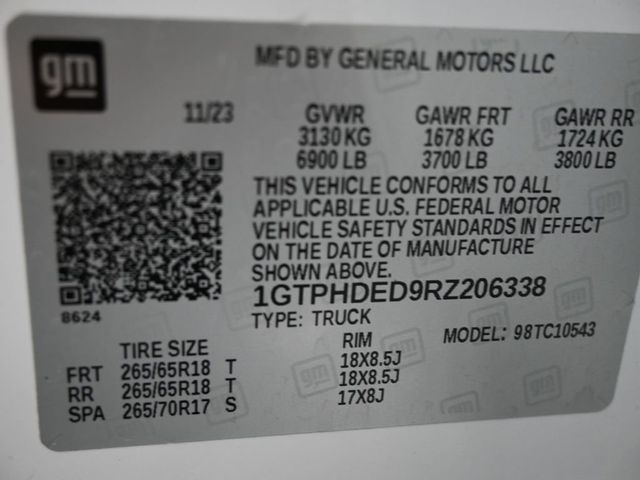 gm
MFD BY GENERAL MOTORS LLC
11/23 GVWR GAWR FRT GAWR RR
3130 KG 1678 KG 1724 KG
6900 LB 3700 LB 3800 LB
THIS VEHICLE CONFORMS TO ALL
APPLICABLE U.S. FEDERAL MOTOR
VEHICLE SAFETY STANDARDS IN EFFECT
ON THE DATE OF MANUFACTURE
SHOWN ABOVE.
1GTPHDED9RZ206338
8624
TYPE: TRUCK MODEL: 98TC10543
TIRE SIZE RIM
FRT 265/65R18 T 18X8.5J
RR 265/65R18 T 18X8.5J
SPA 265/70R17 S 17X8J